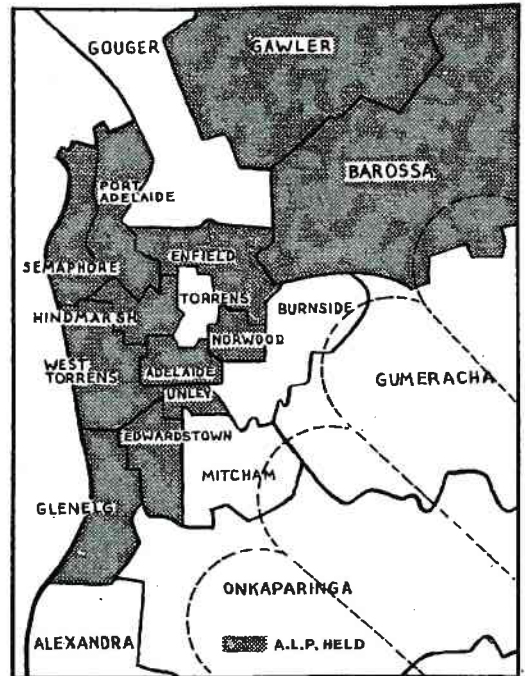 GOUGER
GAWLER
BAROSSA
PORT
ADELAIDE
SEMAPHORE
ENFIELD
TORRENS
BURNSIDE
HINDMARSH
NORWOOD
WEST
TORRENS
ADELAIDE
GUMERACHA
UNLEY
EDWARDSTOWN
MITCHAM
GLENELG
ONKAPARINGA
ALEXANDRA
A.L.P. HELD